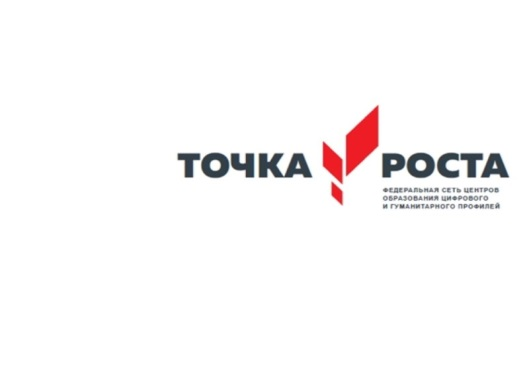 ТОЧКА РОСТА
ФЕДЕРАЛЬНАЯ СЕТЬ ЦЕНТРОВ
ОБРАЗОВАНИЯ ЦИФРОВОГО
И ГУМАНИТАРНОГО ПРОФИЛЕЙ